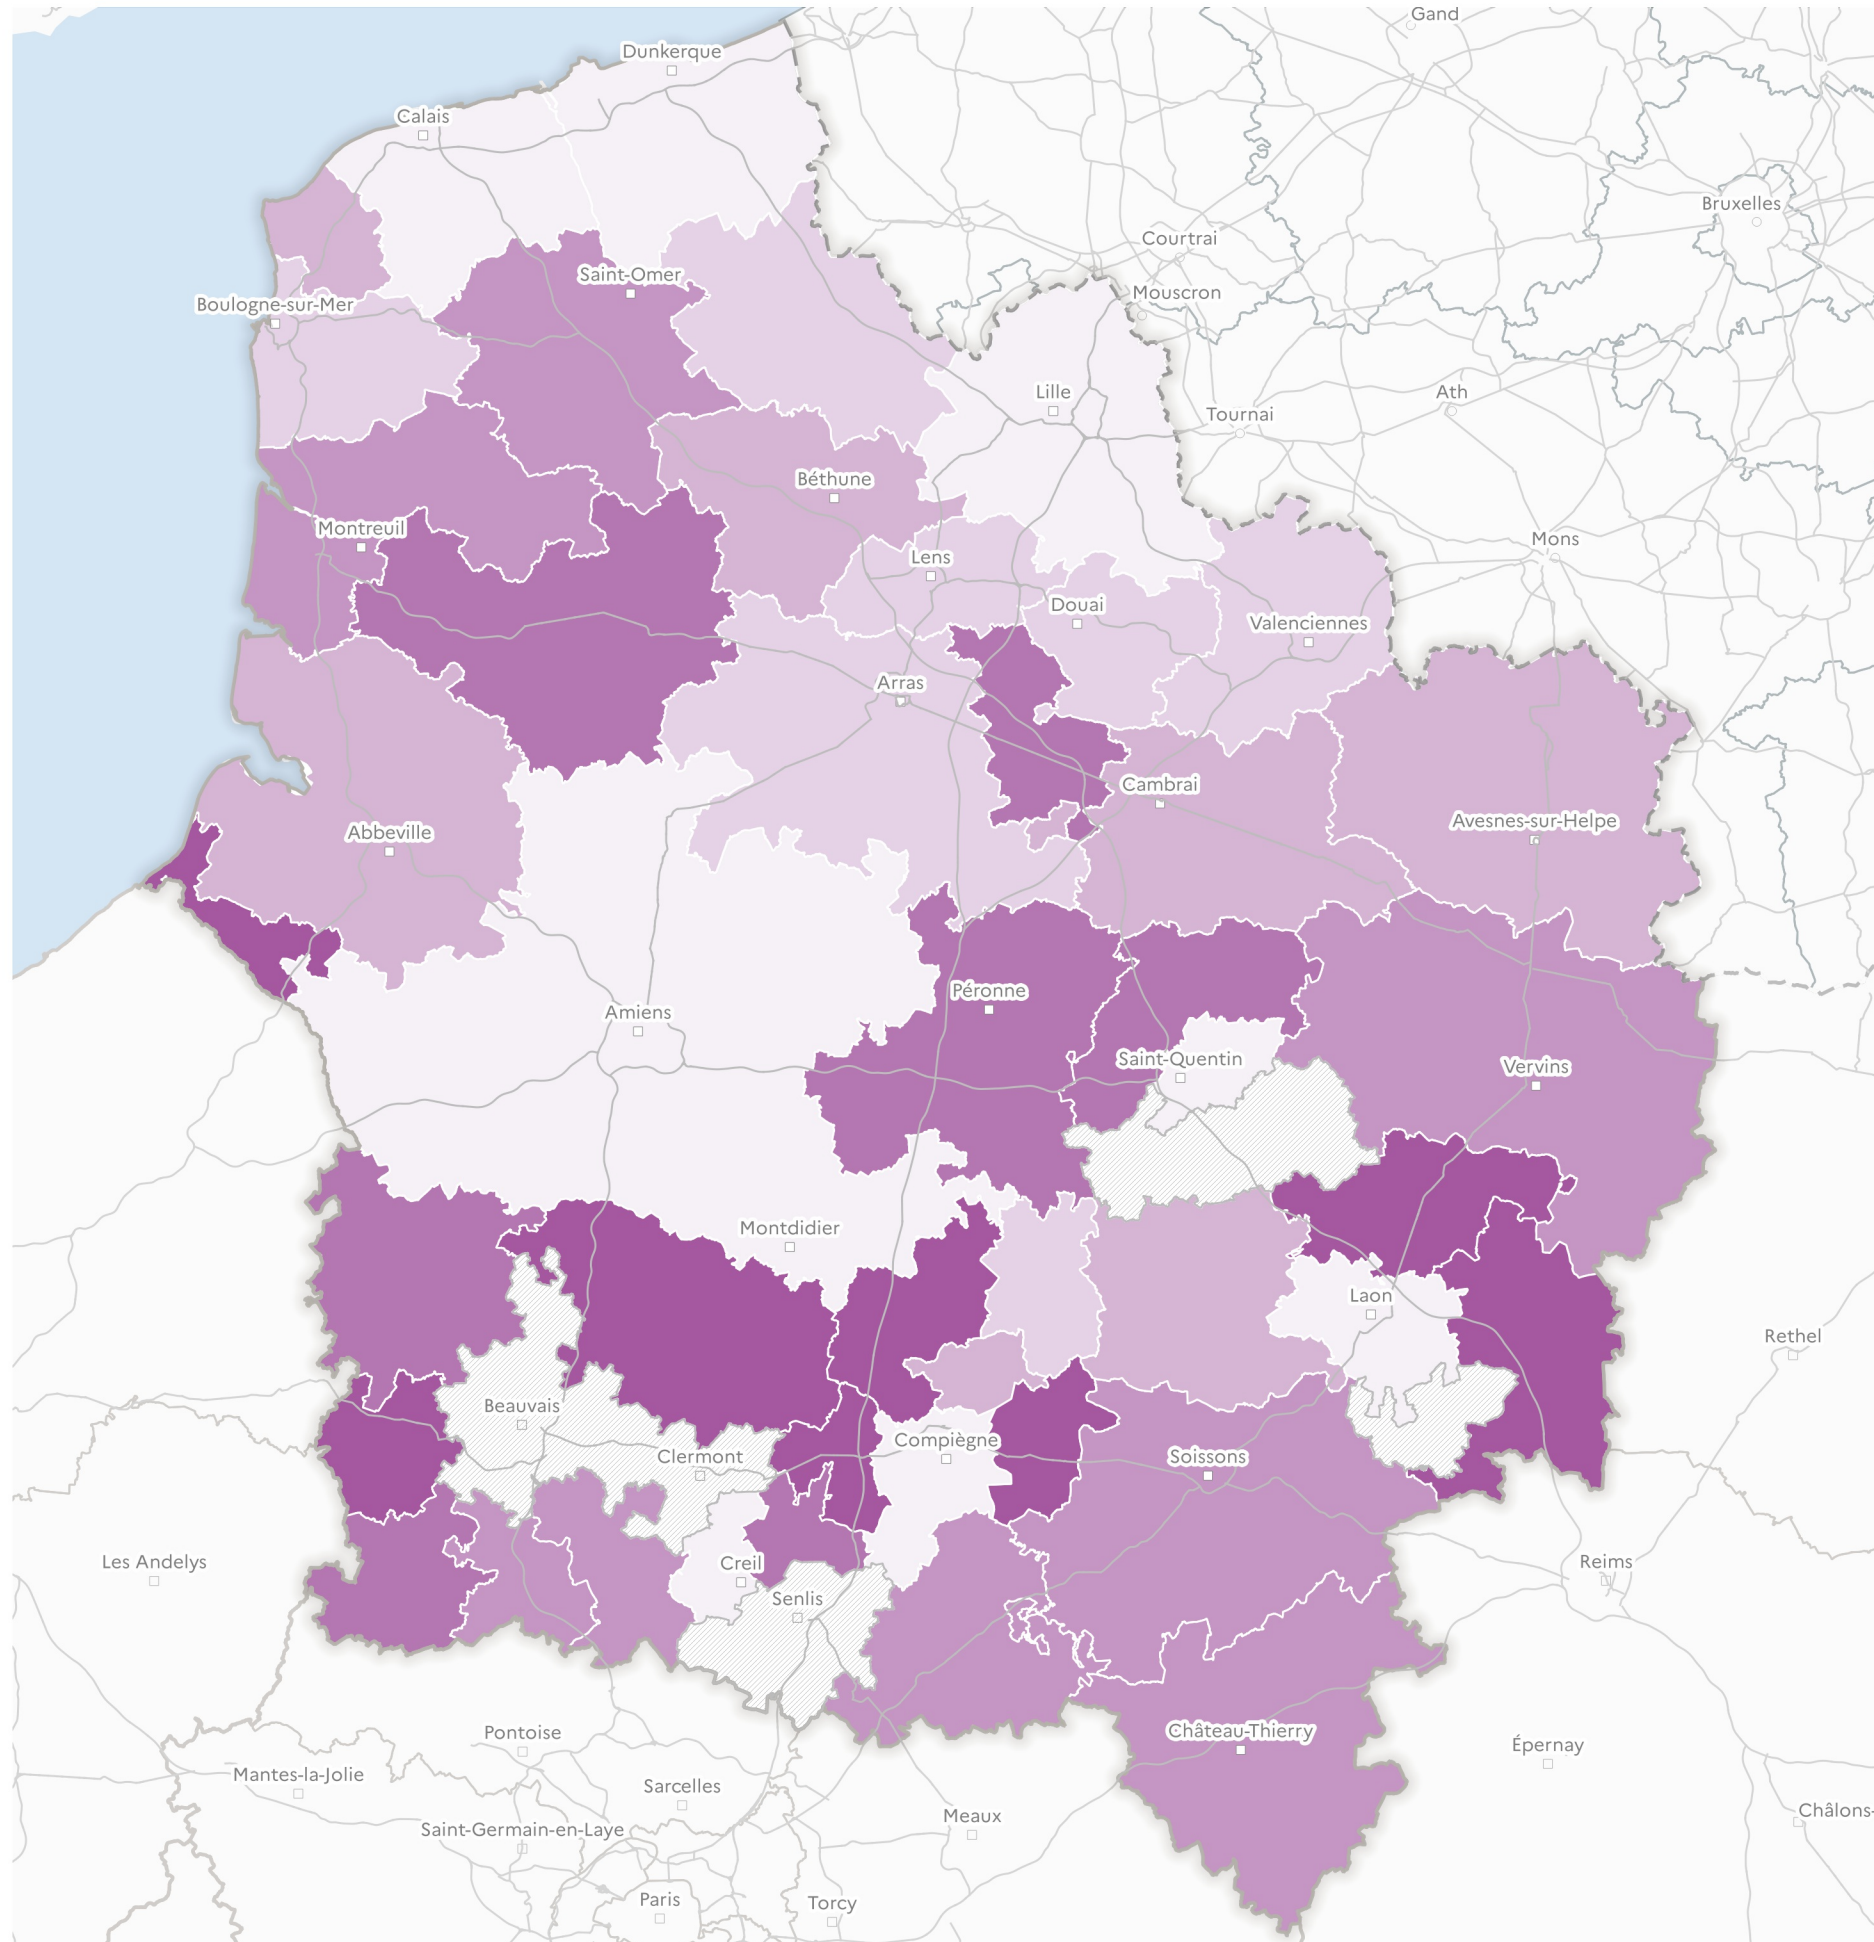 Gand
Dunkerque
Calais
Bruxelles
Courtrai
Saint-Omer
Mouscron
Boulogne-sur-Mer
Lille
Ath
Tournai
Béthune
Montreuil
Mons
Lens
Douai
Valenciennes
Arras
Cambrai
Avesnes-sur-Helpe
Abbeville
Péronne
Amiens
Saint-Quentin
Vervins
Montdidier
Laon
Rethel
Beauvais
Compiègne
Clermont
Soissons
Les Andelys
Creil
Reims
Senlis
Château-Thierry
Pontoise
Épernay
Mantes-la-Jolie
Sarcelles
Châlons-
Meaux
Saint-Germain-en-Laye
Paris
Torcy